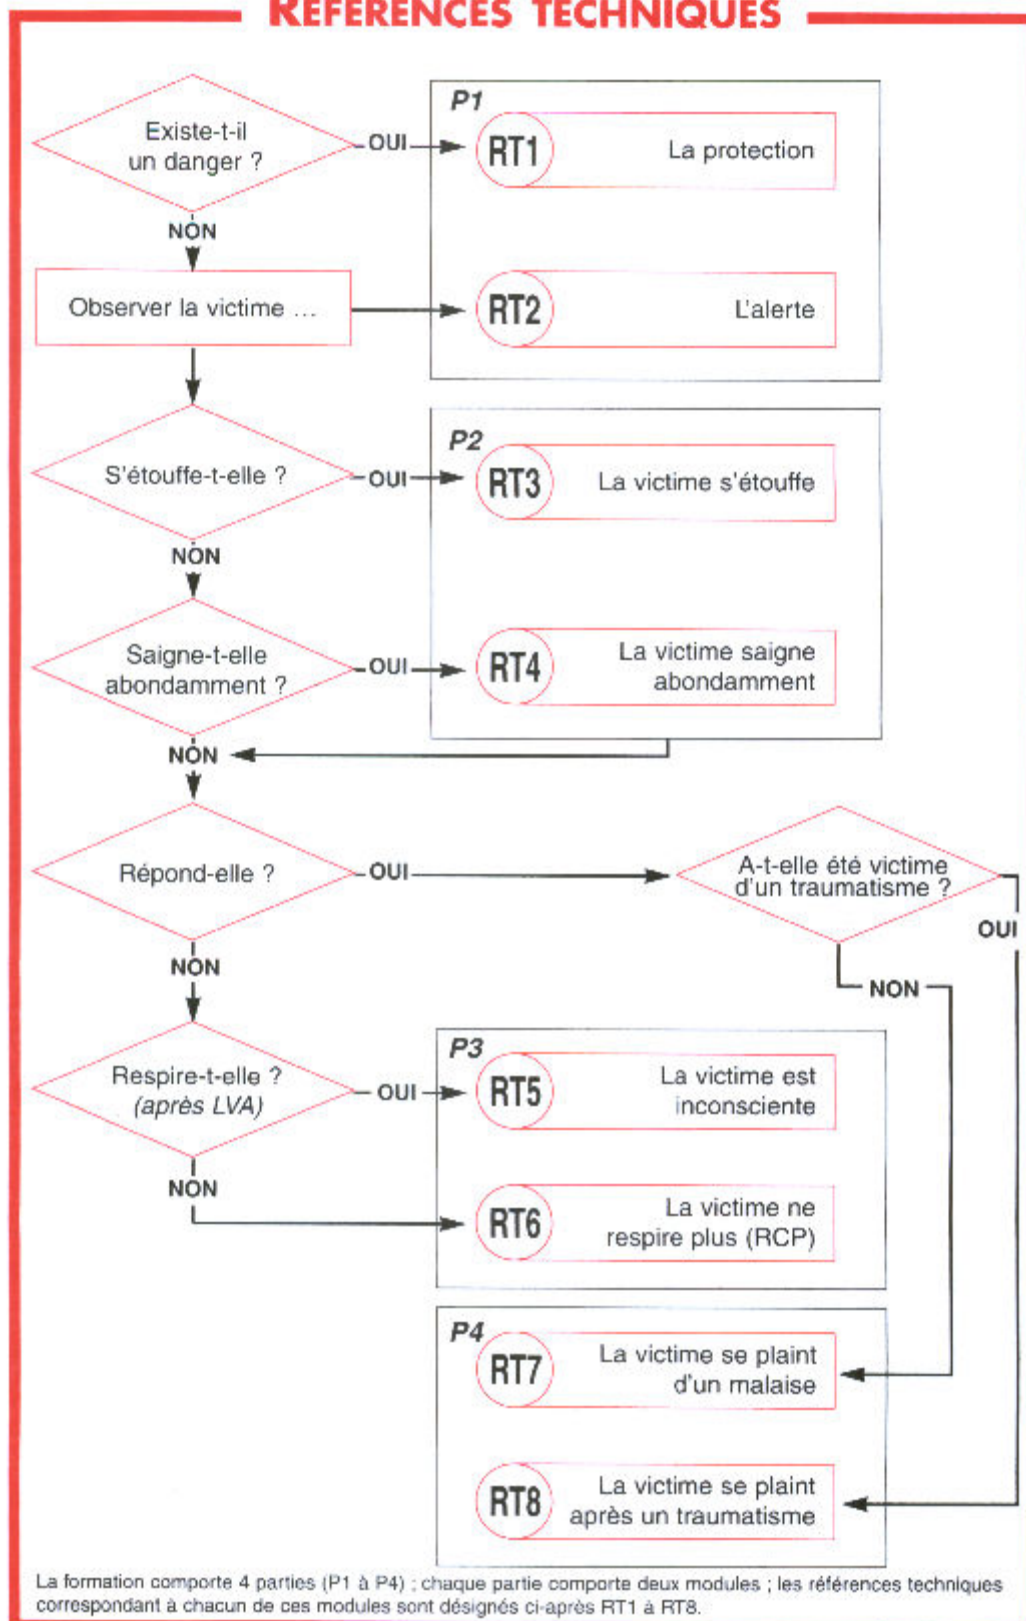 RÉFÉRENCES TECHNIQUES
P1
Existe-t-il
un danger ?
OUI
RT1
La protection
NON
Observer la victime ...
RT2
L'alerte
P2
S'étouffe-t-elle ?
OUI
RT3
La victime s'étouffe
NON
Saigne-t-elle
abondamment ?
OUI
RT4
La victime saigne
abondamment
NON
Répond-elle ?
OUI
A-t-elle été victime
d'un traumatisme ?
OUI
NON
NON
P3
Respire-t-elle ?
(après LVA)
OUI
RT5
La victime est
inconsciente
NON
RT6
La victime ne
respire plus (RCP)
P4
RT7
La victime se plaint
d'un malaise
RT8
La victime se plaint
après un traumatisme
La formation comporte 4 parties (P1 à P4) ; chaque partie comporte deux modules ; les références techniques
correspondant à chacun de ces modules sont désignés ci-après RT1 à RT8.